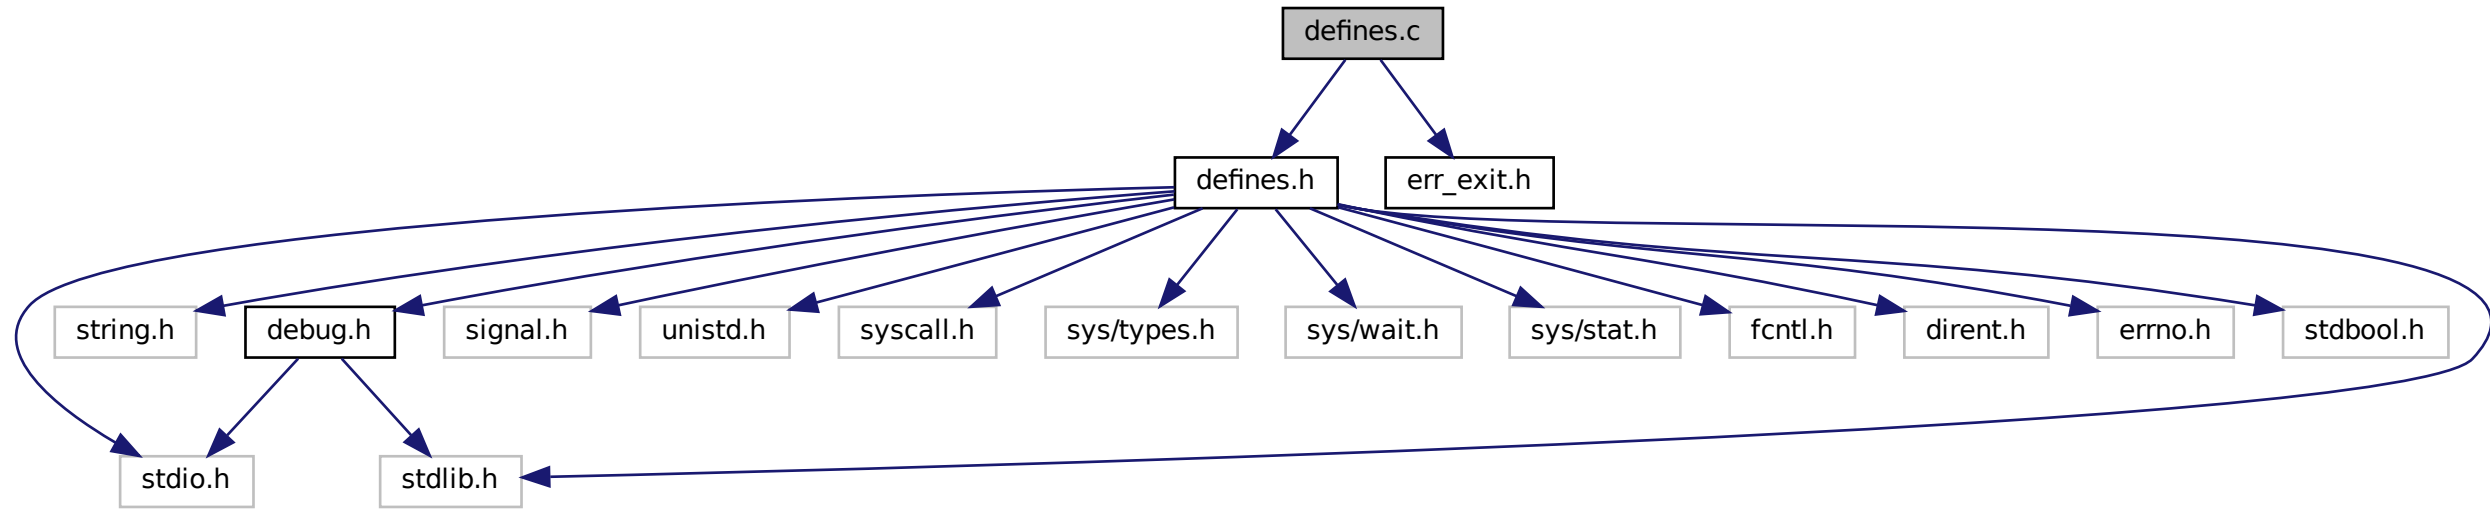 defines.c
defines.h
err_exit.h
string.h
debug.h
signal.h
unistd.h
syscall.h
sys/types.h
sys/wait.h
sys/stat.h
fcntl.h
dirent.h
errno.h
stdbool.h
stdio.h
stdlib.h